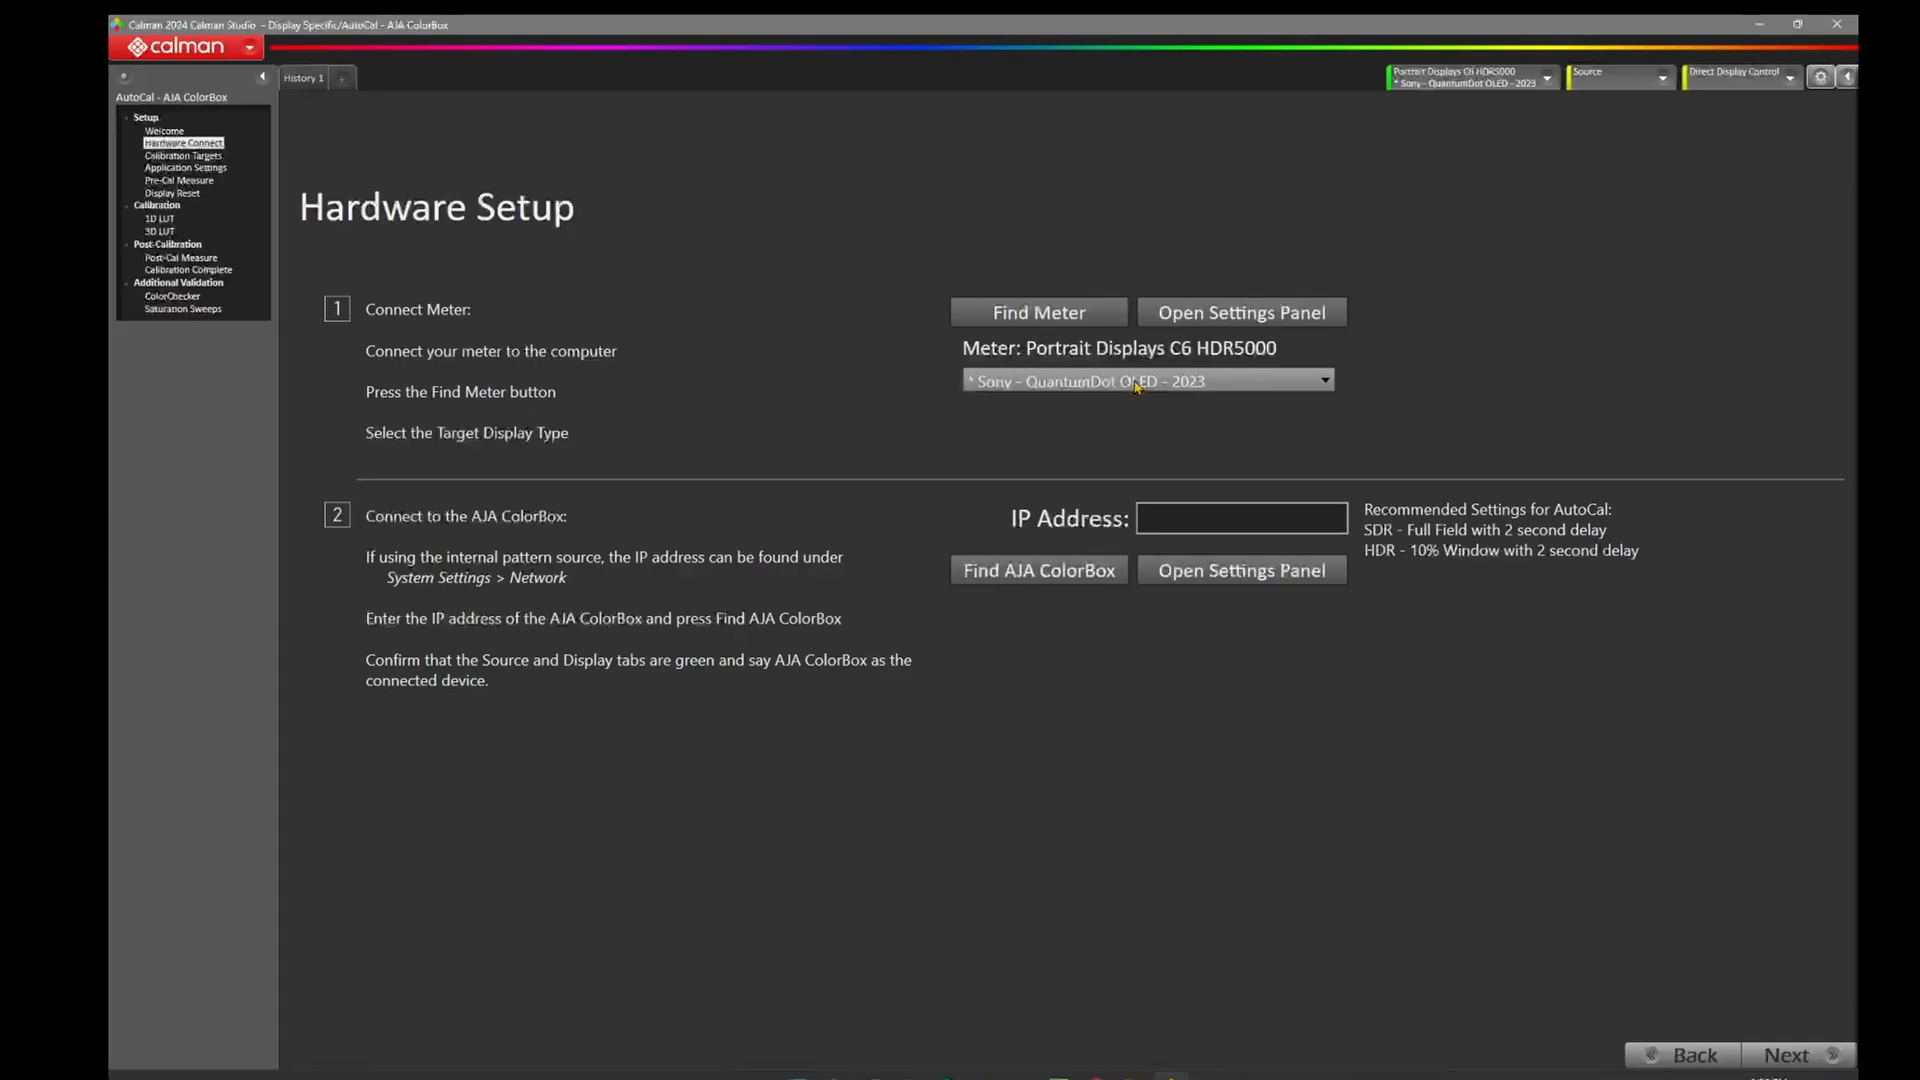 Calman 2024 Calman Studio - Display Specific/AutoCal - AJA ColorBox
calman
History 1
Portrait Displays C6 HDR5000
* Sony - QuantumDot OLED - 2023
Source
Direct Display Control
AutoCal - AJA ColorBox
Setup
Welcome
Hardware Connect
Calibration Targets
Application Settings
Pre-Cal Measure
Display Reset
Calibration
1D LUT
3D LUT
Post-Calibration
Post-Cal Measure
Calibration Complete
Additional Validation
ColorChecker
Saturation Sweeps
Hardware Setup
1 Connect Meter:
Connect your meter to the computer
Press the Find Meter button
Select the Target Display Type
Find Meter
Open Settings Panel
Meter: Portrait Displays C6 HDR5000
* Sony - QuantumDot OLED - 2023
2 Connect to the AJA ColorBox:
If using the internal pattern source, the IP address can be found under
System Settings > Network
Enter the IP address of the AJA ColorBox and press Find AJA ColorBox
Confirm that the Source and Display tabs are green and say AJA ColorBox as the
connected device.
IP Address:
Find AJA ColorBox
Open Settings Panel
Recommended Settings for AutoCal:
SDR - Full Field with 2 second delay
HDR - 10% Window with 2 second delay
Back
Next